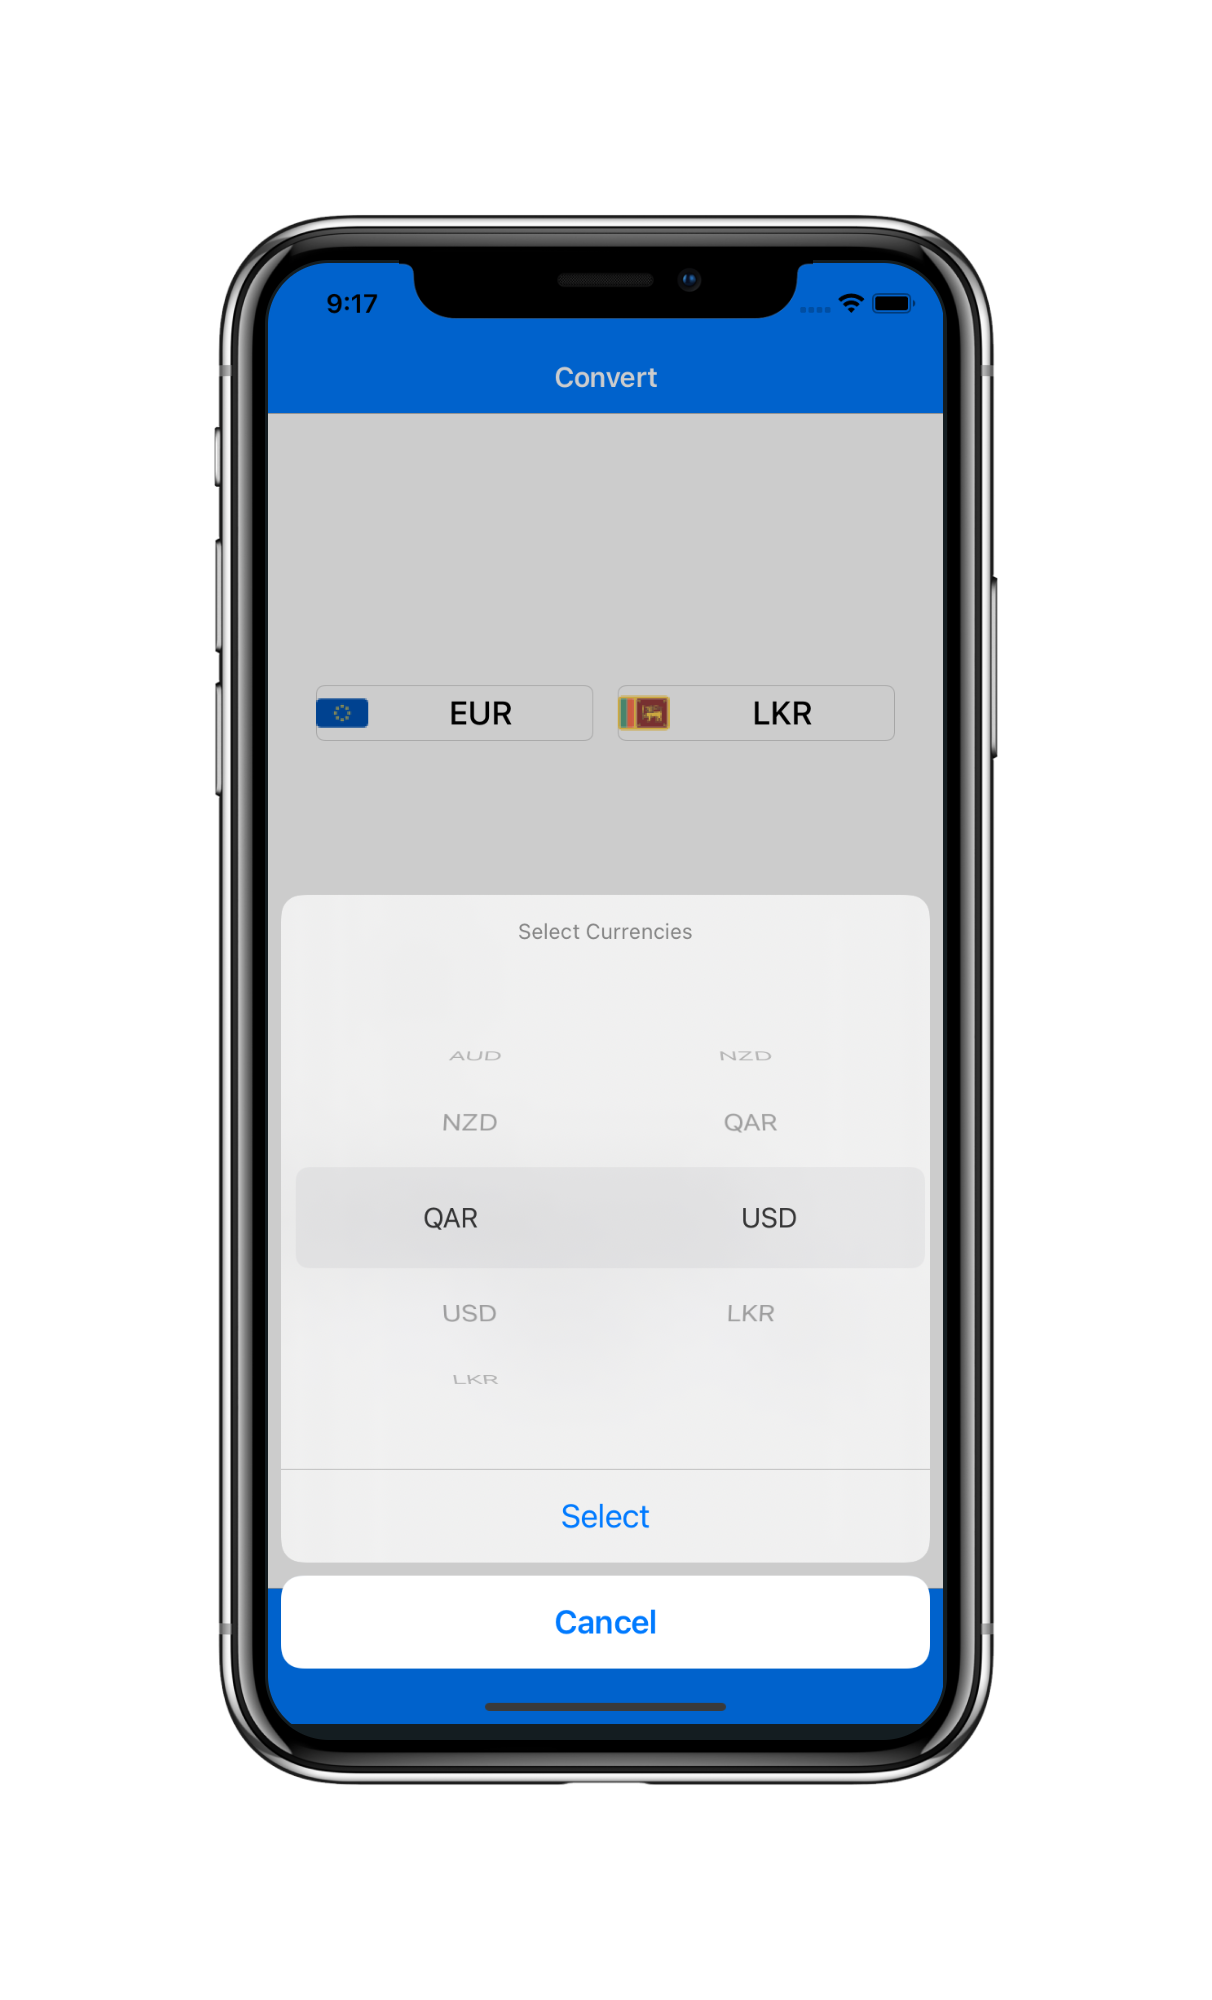 9:17
Convert
EUR LKR
Select Currencies
AUD NZD
NZD QAR
QAR USD
USD LKR
LKR
Select
Cancel